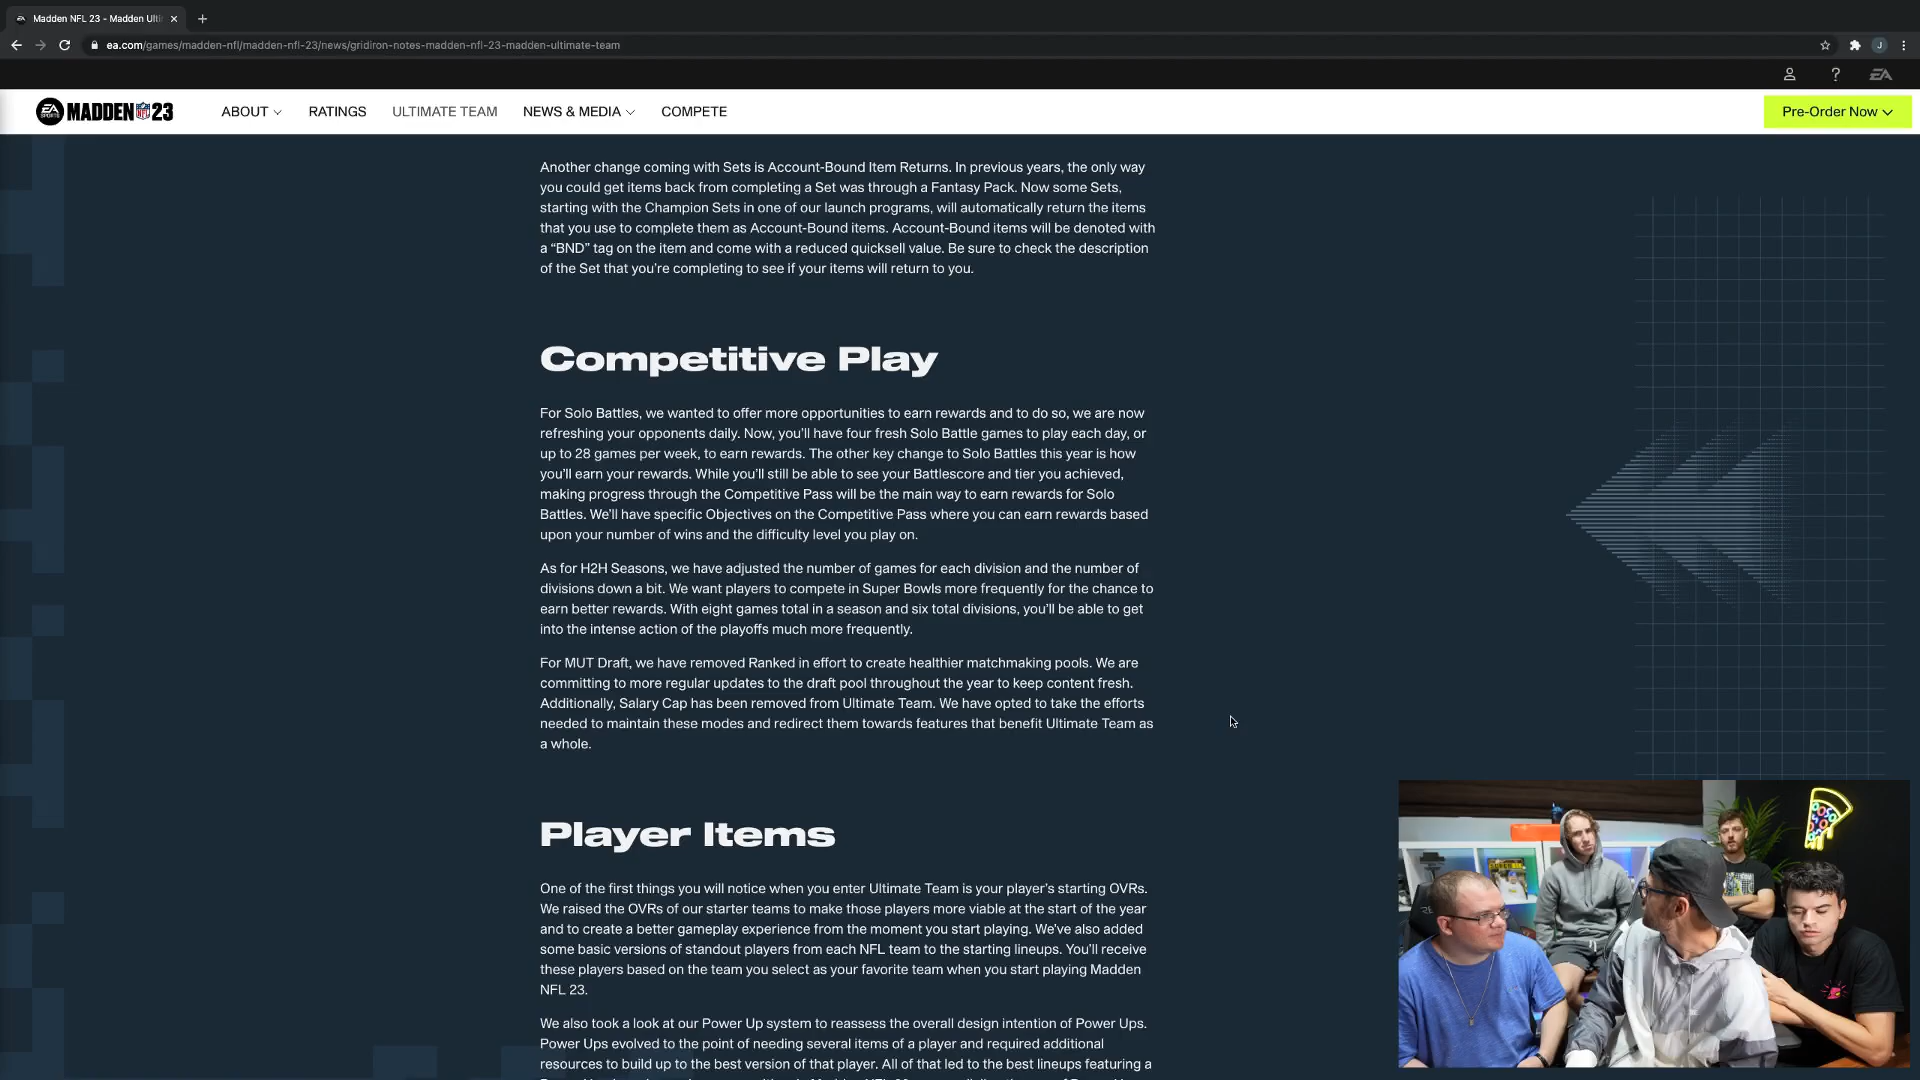 Madden NFL 23 - Madden Ulti
ea.com/games/madden-nfl/madden-nfl-23/news/gridiron-notes-madden-nfl-23-madden-ultimate-team
J
? EA
EA SPORTS MADDEN NFL 23 ABOUT RATINGS ULTIMATE TEAM NEWS & MEDIA COMPETE Pre-Order Now
Another change coming with Sets is Account-Bound Item Returns. In previous years, the only way
you could get items back from completing a Set was through a Fantasy Pack. Now some Sets,
starting with the Champion Sets in one of our launch programs, will automatically return the items
that you use to complete them as Account-Bound items. Account-Bound items will be denoted with
a “BND” tag on the item and come with a reduced quicksell value. Be sure to check the description
of the Set that you’re completing to see if your items will return to you.
Competitive Play
For Solo Battles, we wanted to offer more opportunities to earn rewards and to do so, we are now
refreshing your opponents daily. Now, you’ll have four fresh Solo Battle games to play each day, or
up to 28 games per week, to earn rewards. The other key change to Solo Battles this year is how
you’ll earn your rewards. While you’ll still be able to see your Battlescore and tier you achieved,
making progress through the Competitive Pass will be the main way to earn rewards for Solo
Battles. We’ll have specific Objectives on the Competitive Pass where you can earn rewards based
upon your number of wins and the difficulty level you play on.
As for H2H Seasons, we have adjusted the number of games for each division and the number of
divisions down a bit. We want players to compete in Super Bowls more frequently for the chance to
earn better rewards. With eight games total in a season and six total divisions, you’ll be able to get
into the intense action of the playoffs much more frequently.
For MUT Draft, we have removed Ranked in effort to create healthier matchmaking pools. We are
committing to more regular updates to the draft pool throughout the year to keep content fresh.
Additionally, Salary Cap has been removed from Ultimate Team. We have opted to take the efforts
needed to maintain these modes and redirect them towards features that benefit Ultimate Team as
a whole.
Player Items
One of the first things you will notice when you enter Ultimate Team is your player’s starting OVRs.
We raised the OVRs of our starter teams to make those players more viable at the start of the year
and to create a better gameplay experience from the moment you start playing. We’ve also added
some basic versions of standout players from each NFL team to the starting lineups. You’ll receive
these players based on the team you select as your favorite team when you start playing Madden
NFL 23.
We also took a look at our Power Up system to reassess the overall design intention of Power Ups.
Power Ups evolved to the point of needing several items of a player and required additional
resources to build up to the best version of that player. All of that led to the best lineups featuring a